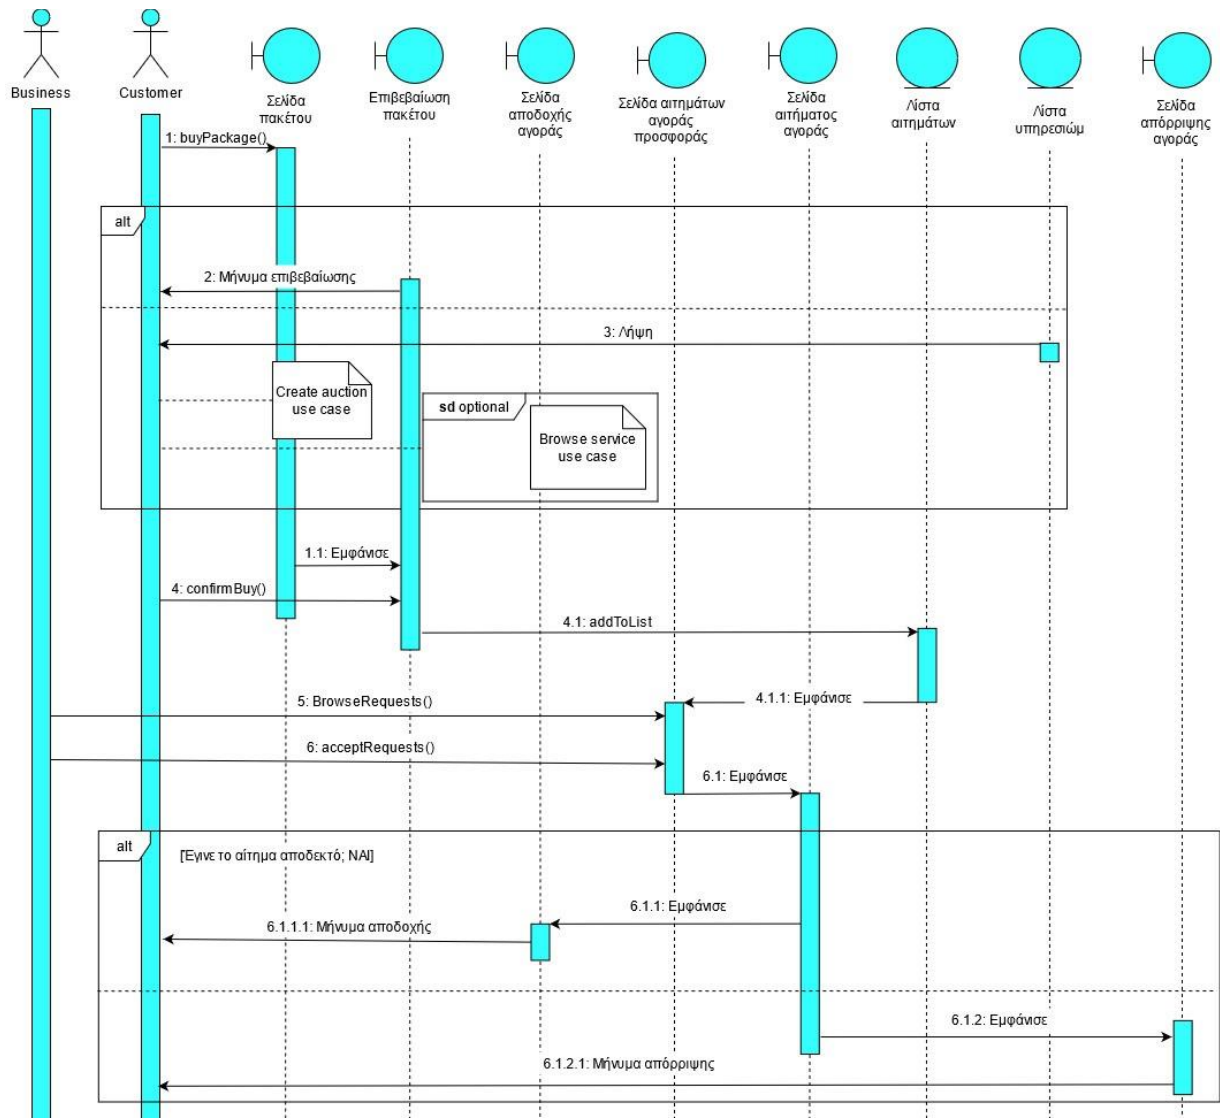 Business
Customer
Σελίδα
πακέτου
Επιβεβαίωση
πακέτου
Σελίδα
αποδοχής
αγοράς
Σελίδα αιτημάτων
αγοράς
προσφοράς
Σελίδα
αιτήματος
αγοράς
Λίστα
αιτημάτων
Λίστα
υπηρεσιώμ
Σελίδα
απόρριψης
αγοράς
1: buyPackage()
alt
2: Μήνυμα επιβεβαίωσης
3: Λήψη
Create auction
use case
sd optional
Browse service
use case
1.1: Εμφάνισε
4: confirmBuy()
4.1: addToList
5: BrowseRequests()
4.1.1: Εμφάνισε
6: acceptRequests()
6.1: Εμφάνισε
alt
[Έγινε το αίτημα αποδεκτό; ΝΑΙ]
6.1.1: Εμφάνισε
6.1.1.1: Μήνυμα αποδοχής
6.1.2: Εμφάνισε
6.1.2.1: Μήνυμα απόρριψης